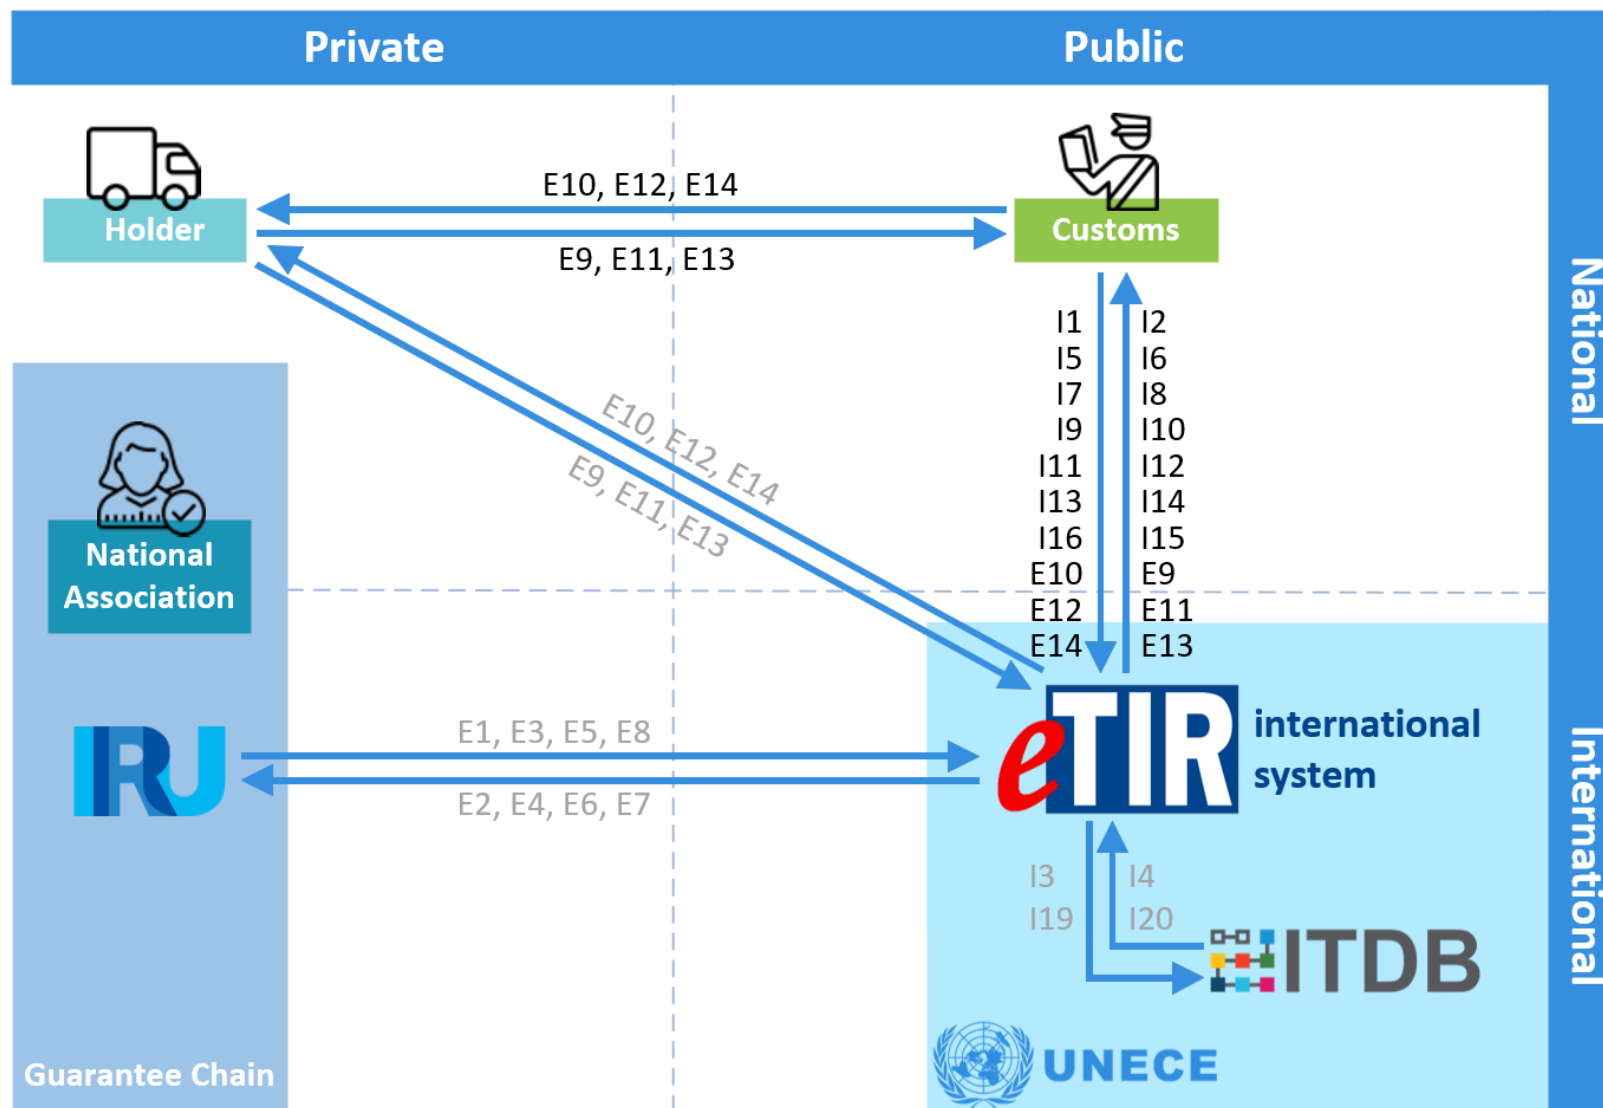 Private
Public
National
International
Holder
E10, E12, E14
E9, E11, E13
Customs
I1
I5
I7
I9
I11
I13
I16
E10
E12
E14
I2
I6
I8
I10
I12
I14
I15
E9
E11
E13
E10, E12, E14
E9, E11, E13
National
Association
IRU
E1, E3, E5, E8
E2, E4, E6, E7
eTIR
international
system
I3
I19
I4
I20
ITDB
Guarantee Chain
UNECE